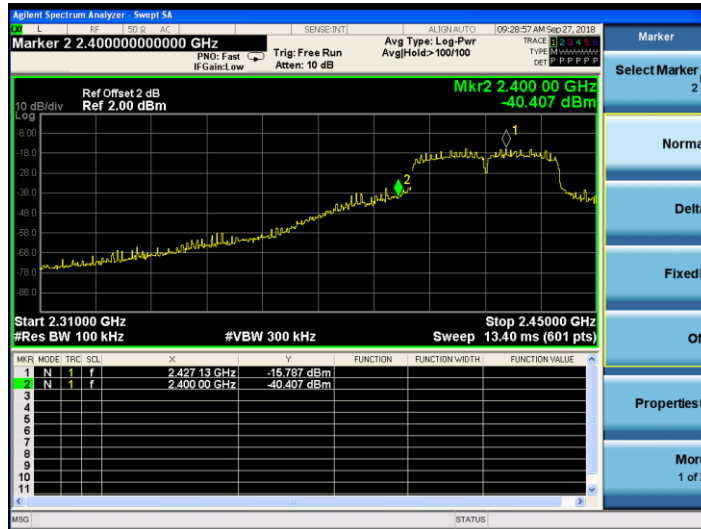 Agilent Spectrum Analyzer - Swept SA
L RF 50 Ω AC SENSE:INT ALIGN AUTO 09:28:57 AM Sep 27, 2018
Marker 2 2.400000000000 GHz
PNO: Fast
IFGain:Low
Trig: Free Run
Atten: 10 dB
Avg Type: Log-Pwr
Avg|Hold:>100/100
TRACE 1 2 3 4 5 6
TYPE M
DET P P P P P P
Mkr2 2.400 00 GHz
-40.407 dBm
Ref Offset 2 dB
10 dB/div Ref 2.00 dBm
Log
-8.00
-18.0
-28.0
-38.0
-48.0
-58.0
-68.0
-78.0
-88.0
1
2
Start 2.31000 GHz Stop 2.45000 GHz
#Res BW 100 kHz #VBW 300 kHz Sweep 13.40 ms (601 pts)
MKR MODE TRC SCL X Y FUNCTION FUNCTION WIDTH FUNCTION VALUE
1 N 1 f 2.427 13 GHz -15.787 dBm
2 N 1 f 2.400 00 GHz -40.407 dBm
3
4
5
6
7
8
9
10
11
MSG STATUS
Marker
Select Marker
2
Norma
Delta
Fixed
Of
Properties
More
1 of